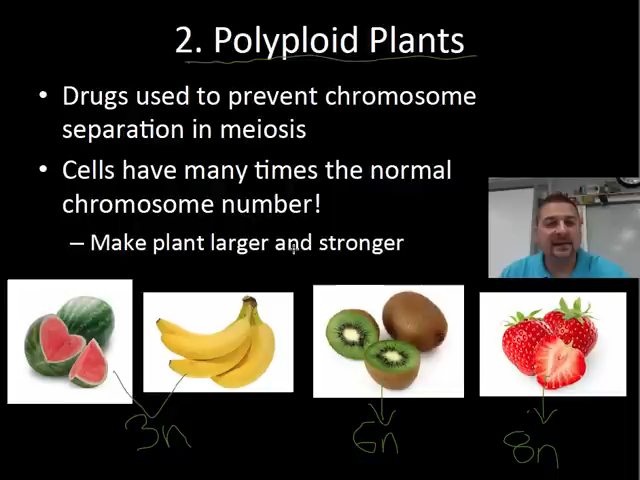 2. Polyploid Plants
• Drugs used to prevent chromosome
separation in meiosis
• Cells have many times the normal
chromosome number!
– Make plant larger and stronger
3n
6n
8n